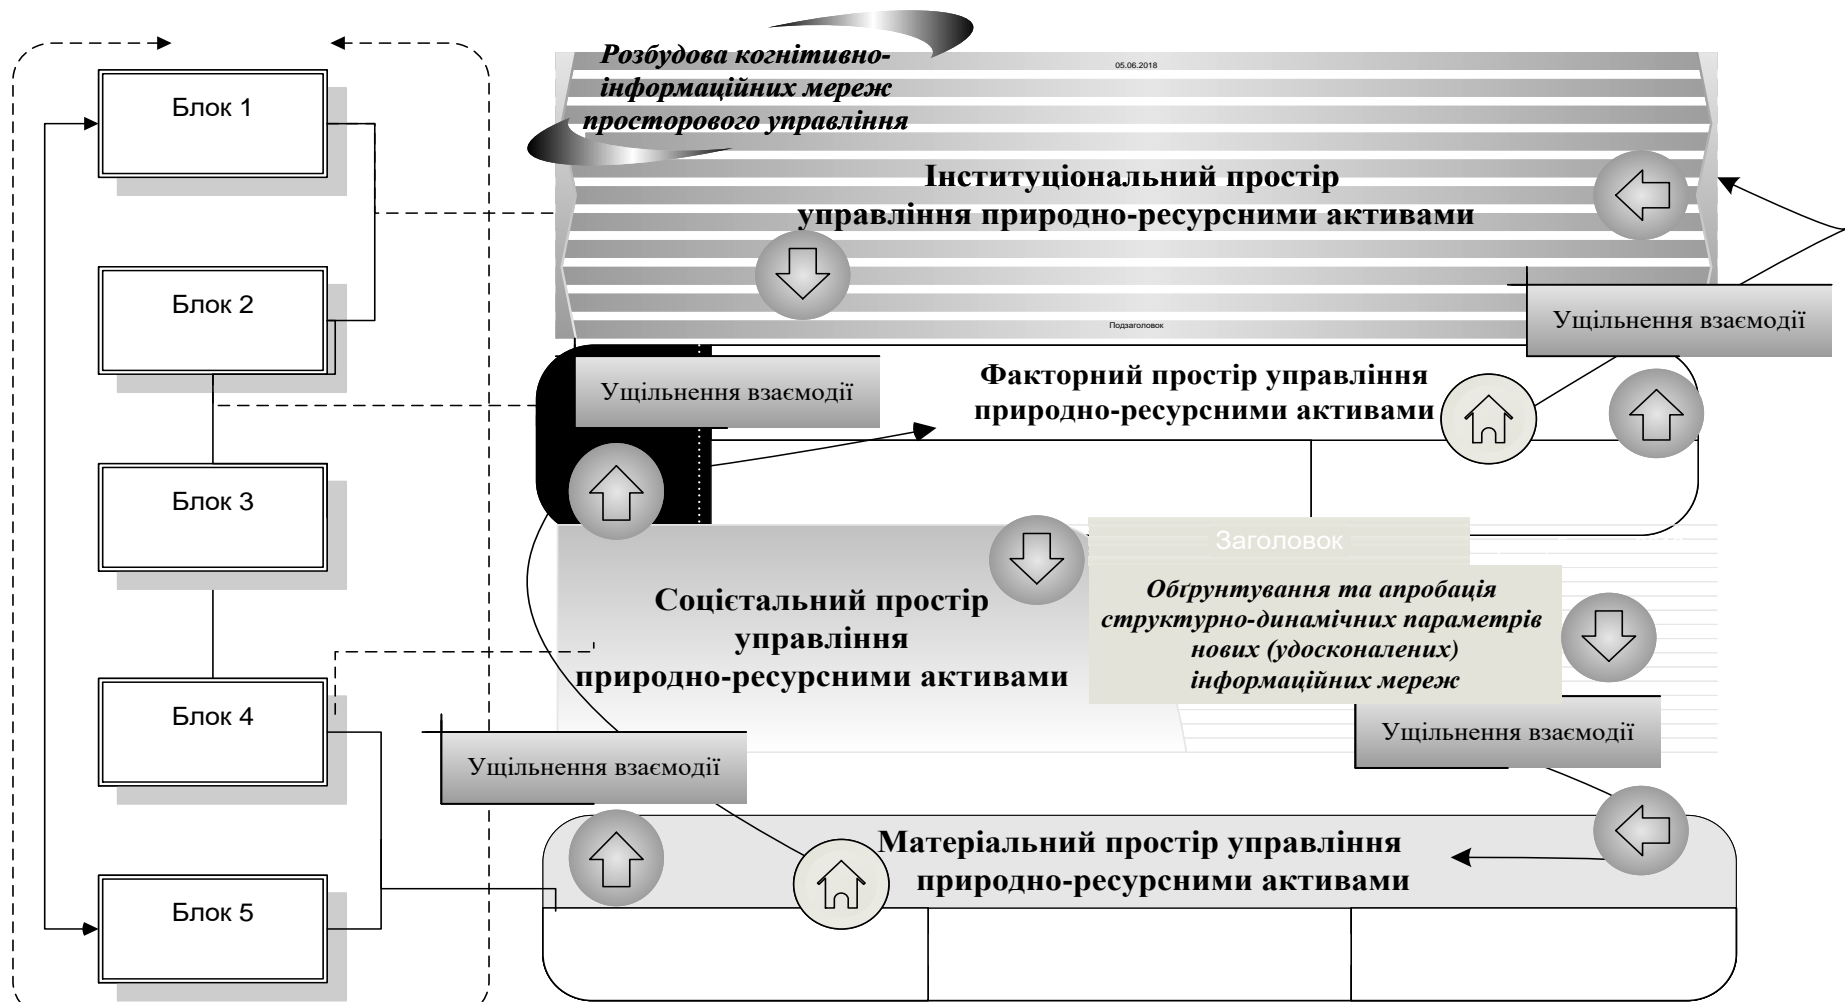 Блок 1
Блок 2
Блок 3
Блок 4
Блок 5
Розбудова когнітивно-
інформаційних мереж
просторового управління
05.06.2018
Інституціональний простір
управління природно-ресурсними активами
Подзаголовок
Ущільнення взаємодії
Ущільнення взаємодії
Факторний простір управління
природно-ресурсними активами
Заголовок
Соцієтальний простір
управління
природно-ресурсними активами
Обґрунтування та апробація
структурно-динамічних параметрів
нових (удосконалених)
інформаційних мереж
Ущільнення взаємодії
Ущільнення взаємодії
Матеріальний простір управління
природно-ресурсними активами